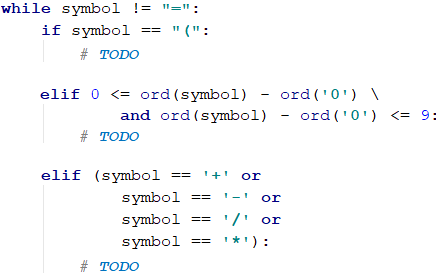 while symbol != "=":
    if symbol == "(":
        # TODO
    elif 0 <= ord(symbol) - ord('0') \
            and ord(symbol) - ord('0') <= 9:
        # TODO
    elif (symbol == '+' or
            symbol == '-' or
            symbol == '/' or
            symbol == '*'):
        # TODO